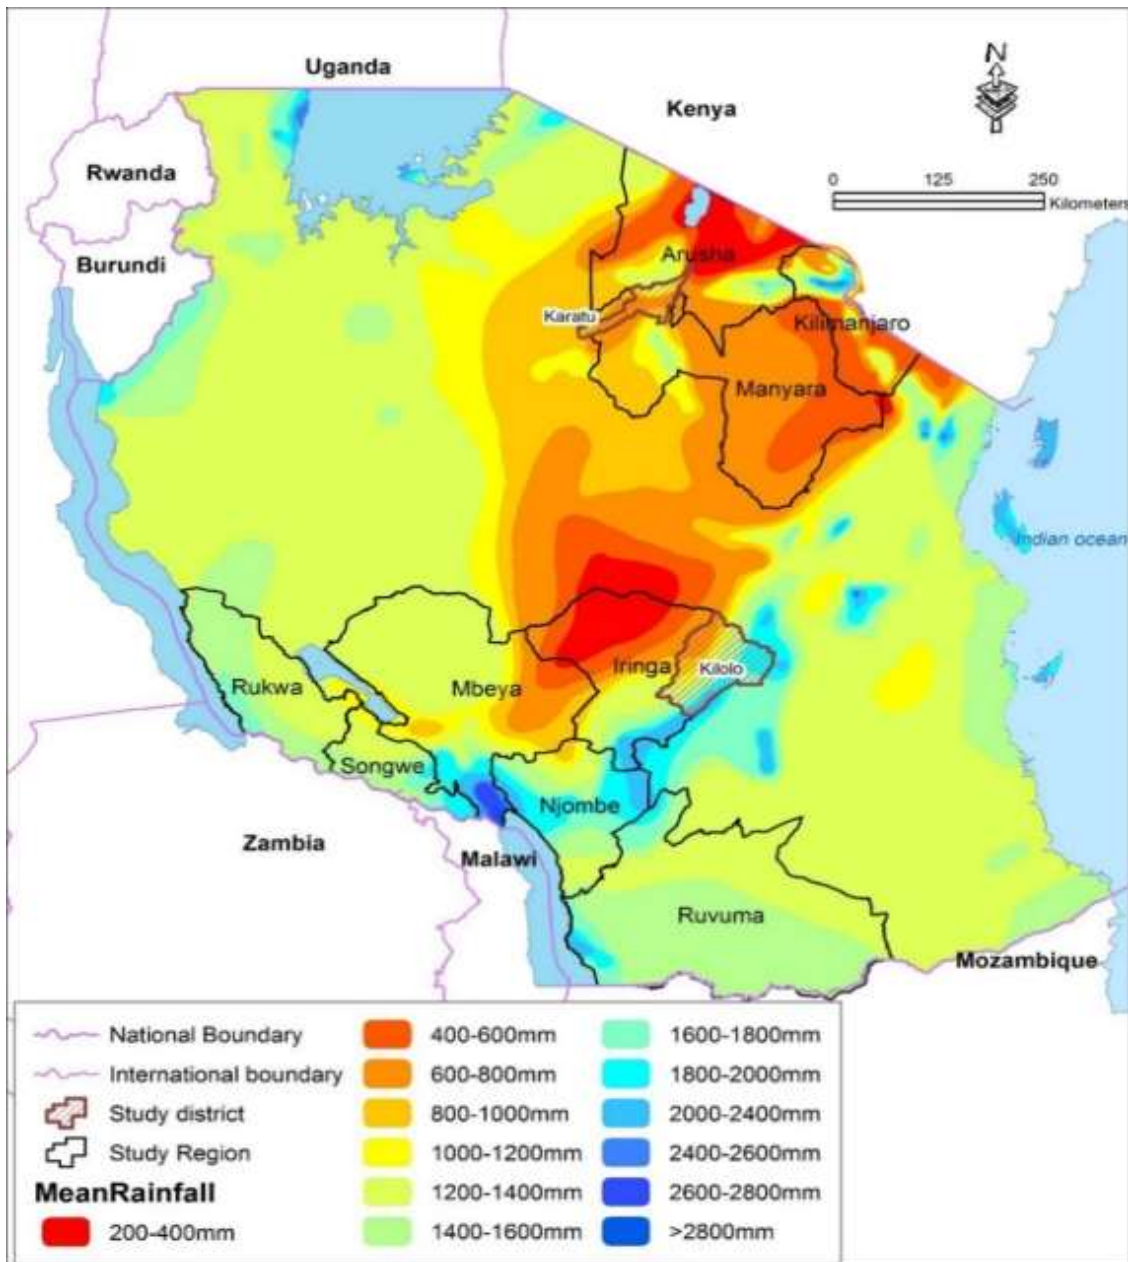 Uganda
N
Kenya
0 125 250
Kilometers
Rwanda
Burundi
Arusha
Karatu
Kilimanjaro
Manyara
Indian ocean
Iringa
Kilolo
Rukwa
Mbeya
Songwe
Njombe
Zambia
Malawi
Ruvuma
Mozambique
National Boundary
International boundary
Study district
Study Region
MeanRainfall
200-400mm
400-600mm
600-800mm
800-1000mm
1000-1200mm
1200-1400mm
1400-1600mm
1600-1800mm
1800-2000mm
2000-2400mm
2400-2600mm
2600-2800mm
>2800mm